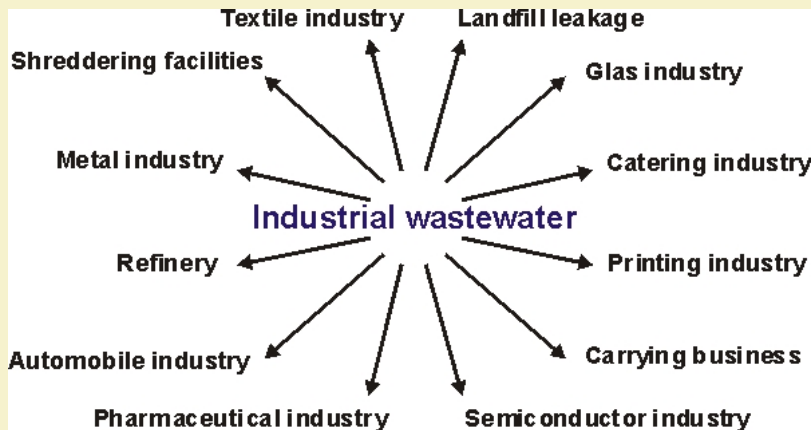 Textile industry
Landfill leakage
Shreddering facilities
Glas industry
Metal industry
Catering industry
Industrial wastewater
Refinery
Printing industry
Automobile industry
Carrying business
Pharmaceutical industry
Semiconductor industry